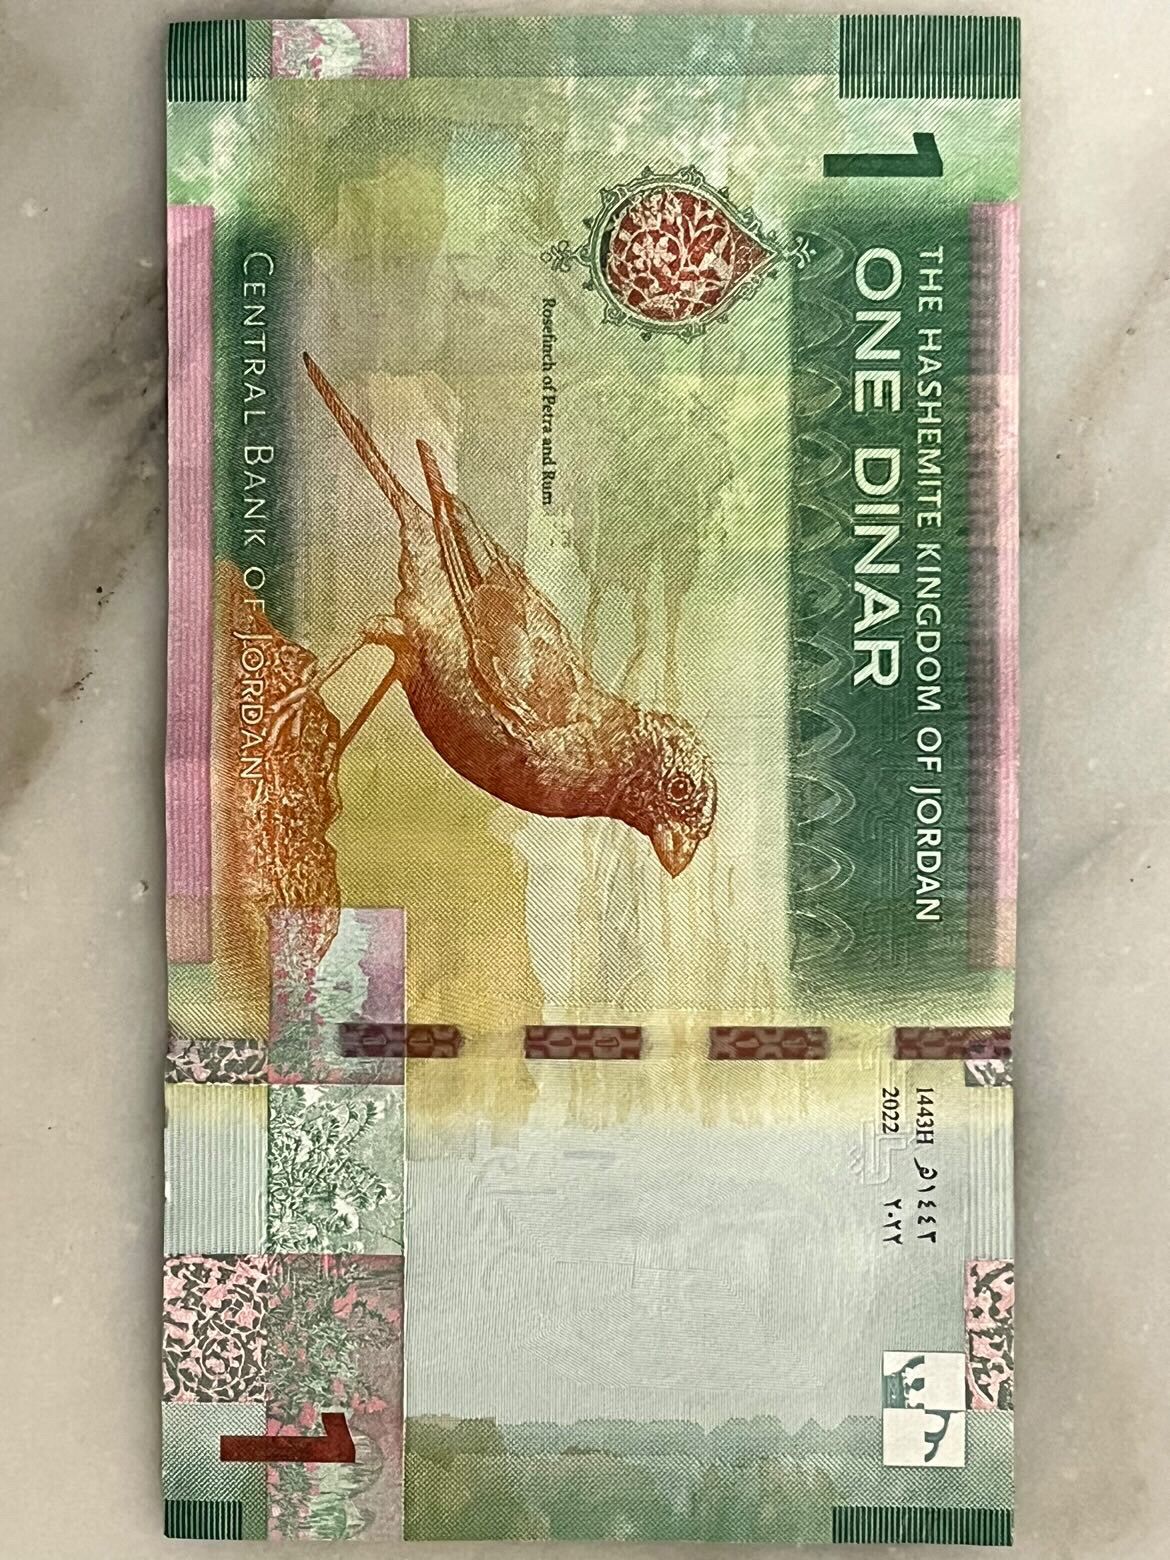 1
THE HASHEMITE KINGDOM OF JORDAN
ONE DINAR
Rosefinch of Petra and Rum
CENTRAL BANK OF JORDAN
1443H ١٤٤٣هـ
2022 ٢٠٢٢
1